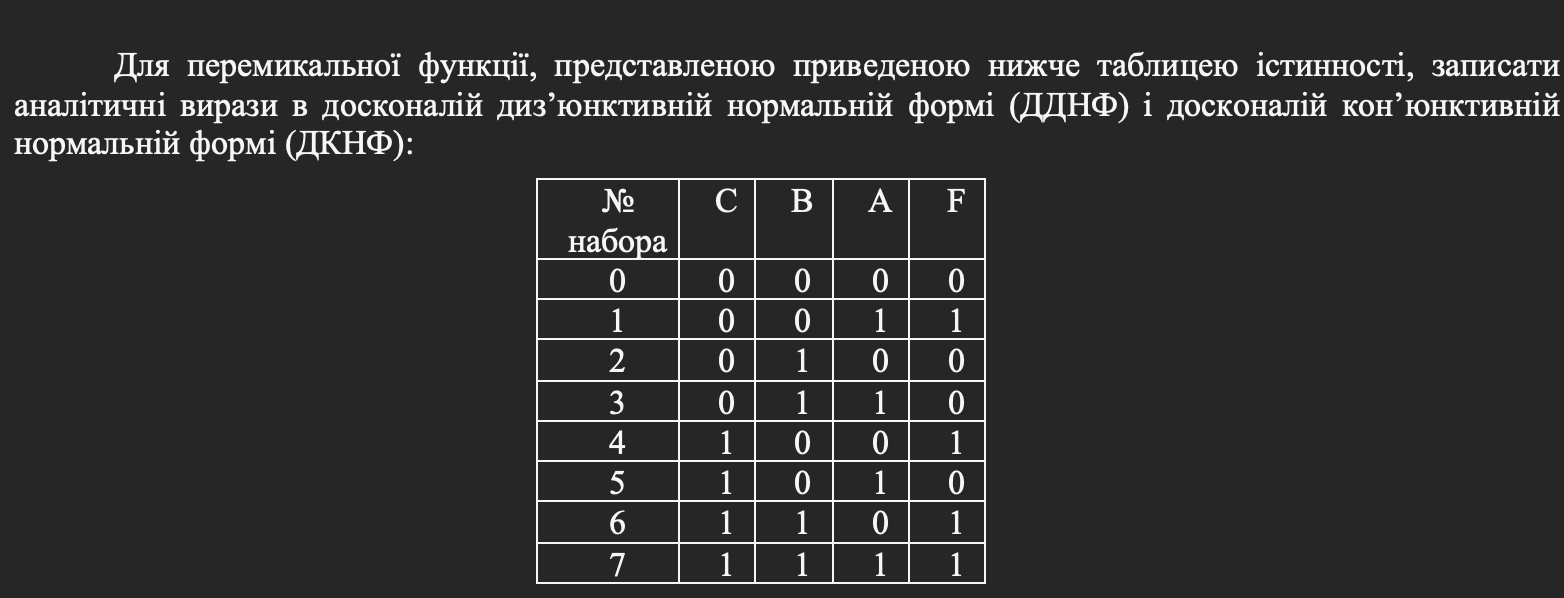 Для перемикальної функції, представленою приведеною нижче таблицею істинності, записати
аналітичні вирази в досконалій диз’юнктивній нормальній формі (ДДНФ) і досконалій кон’юнктивній
нормальній формі (ДКНФ):
№ набора C B A F
0 0 0 0 0
1 0 0 1 1
2 0 1 0 0
3 0 1 1 0
4 1 0 0 1
5 1 0 1 0
6 1 1 0 1
7 1 1 1 1